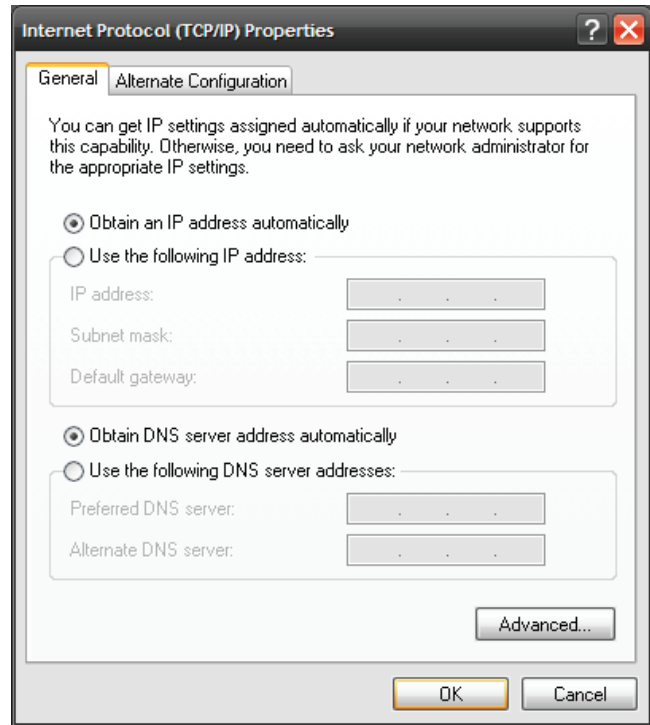 Internet Protocol (TCP/IP) Properties
General
Alternate Configuration
You can get IP settings assigned automatically if your network supports
this capability. Otherwise, you need to ask your network administrator for
the appropriate IP settings.
Obtain an IP address automatically
Use the following IP address:
IP address:
Subnet mask:
Default gateway:
Obtain DNS server address automatically
Use the following DNS server addresses:
Preferred DNS server:
Alternate DNS server:
Advanced...
OK
Cancel